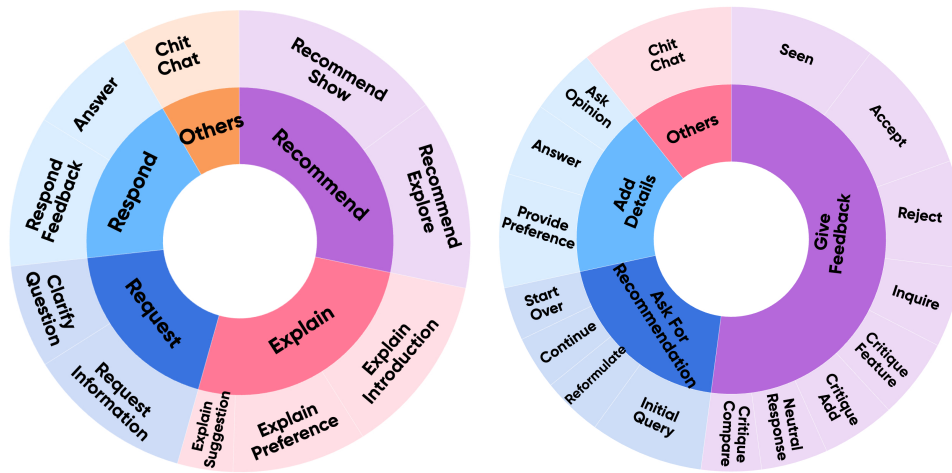 Chit
Chat
Recommend
Show
Answer
Others
Recommend
Recommend
Explore
Respond
Respond
Feedback
Clarify
Question
Request
Explain
Explain
Introduction
Request
Information
Explain
Suggestion
Explain
Preference
Chit
Chat
Seen
Ask
Opinion
Others
Accept
Answer
Add
Details
Give
Feedback
Reject
Provide
Preference
Start
Over
Ask For
Recommendation
Inquire
Continue
Critique
Feature
Reformulate
Critique
Add
Initial
Query
Neutral
Response
Critique
Compare